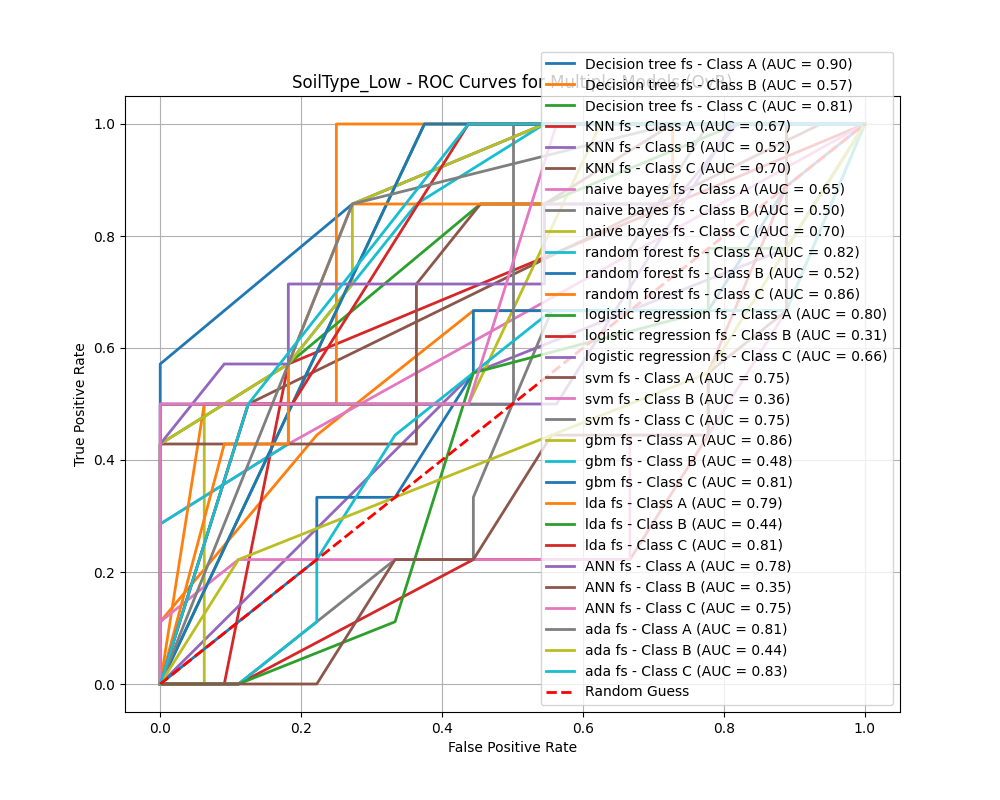 SoilType_Low - ROC Curves for Multiple Models (OvR)
Decision tree fs - Class A (AUC = 0.90)
Decision tree fs - Class B (AUC = 0.57)
Decision tree fs - Class C (AUC = 0.81)
KNN fs - Class A (AUC = 0.67)
KNN fs - Class B (AUC = 0.52)
KNN fs - Class C (AUC = 0.70)
naive bayes fs - Class A (AUC = 0.65)
naive bayes fs - Class B (AUC = 0.50)
naive bayes fs - Class C (AUC = 0.70)
random forest fs - Class A (AUC = 0.82)
random forest fs - Class B (AUC = 0.52)
random forest fs - Class C (AUC = 0.86)
logistic regression fs - Class A (AUC = 0.80)
logistic regression fs - Class B (AUC = 0.31)
logistic regression fs - Class C (AUC = 0.66)
svm fs - Class A (AUC = 0.75)
svm fs - Class B (AUC = 0.36)
svm fs - Class C (AUC = 0.75)
gbm fs - Class A (AUC = 0.86)
gbm fs - Class B (AUC = 0.48)
gbm fs - Class C (AUC = 0.81)
lda fs - Class A (AUC = 0.79)
lda fs - Class B (AUC = 0.44)
lda fs - Class C (AUC = 0.81)
ANN fs - Class A (AUC = 0.78)
ANN fs - Class B (AUC = 0.35)
ANN fs - Class C (AUC = 0.75)
ada fs - Class A (AUC = 0.81)
ada fs - Class B (AUC = 0.44)
ada fs - Class C (AUC = 0.83)
Random Guess
True Positive Rate
1.0
0.8
0.6
0.4
0.2
0.0
0.0 0.2 0.4 0.6 0.8 1.0
False Positive Rate